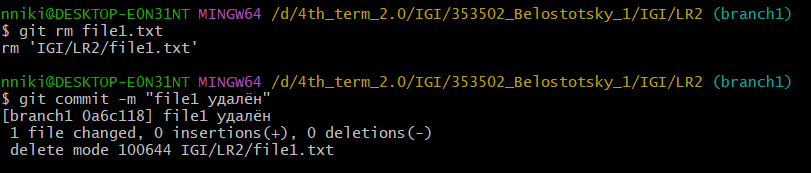 nniki@DESKTOP-EON31NT MINGW64 /d/4th_term_2.0/IGI/353502_Belostotsky_1/IGI/LR2 (branch1)
$ git rm file1.txt
rm 'IGI/LR2/file1.txt'
nniki@DESKTOP-EON31NT MINGW64 /d/4th_term_2.0/IGI/353502_Belostotsky_1/IGI/LR2 (branch1)
$ git commit -m "file1 удалён"
[branch1 0a6c118] file1 удалён
1 file changed, 0 insertions(+), 0 deletions(-)
delete mode 100644 IGI/LR2/file1.txt